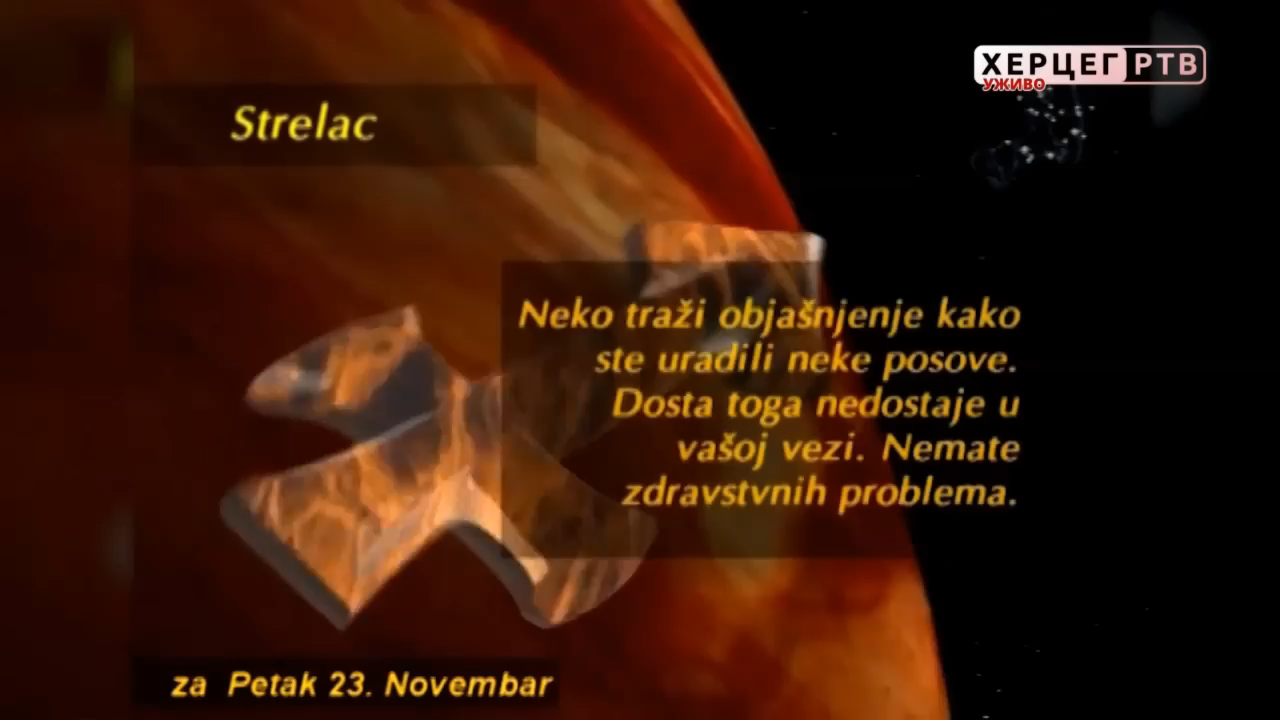 ХЕРЦЕГ РТВ
УЖИВО
Strelac
Neko traži objašnjenje kako
ste uradili neke posove.
Dosta toga nedostaje u
vašoj vezi. Nemate
zdravstvnih problema.
za Petak 23. Novembar